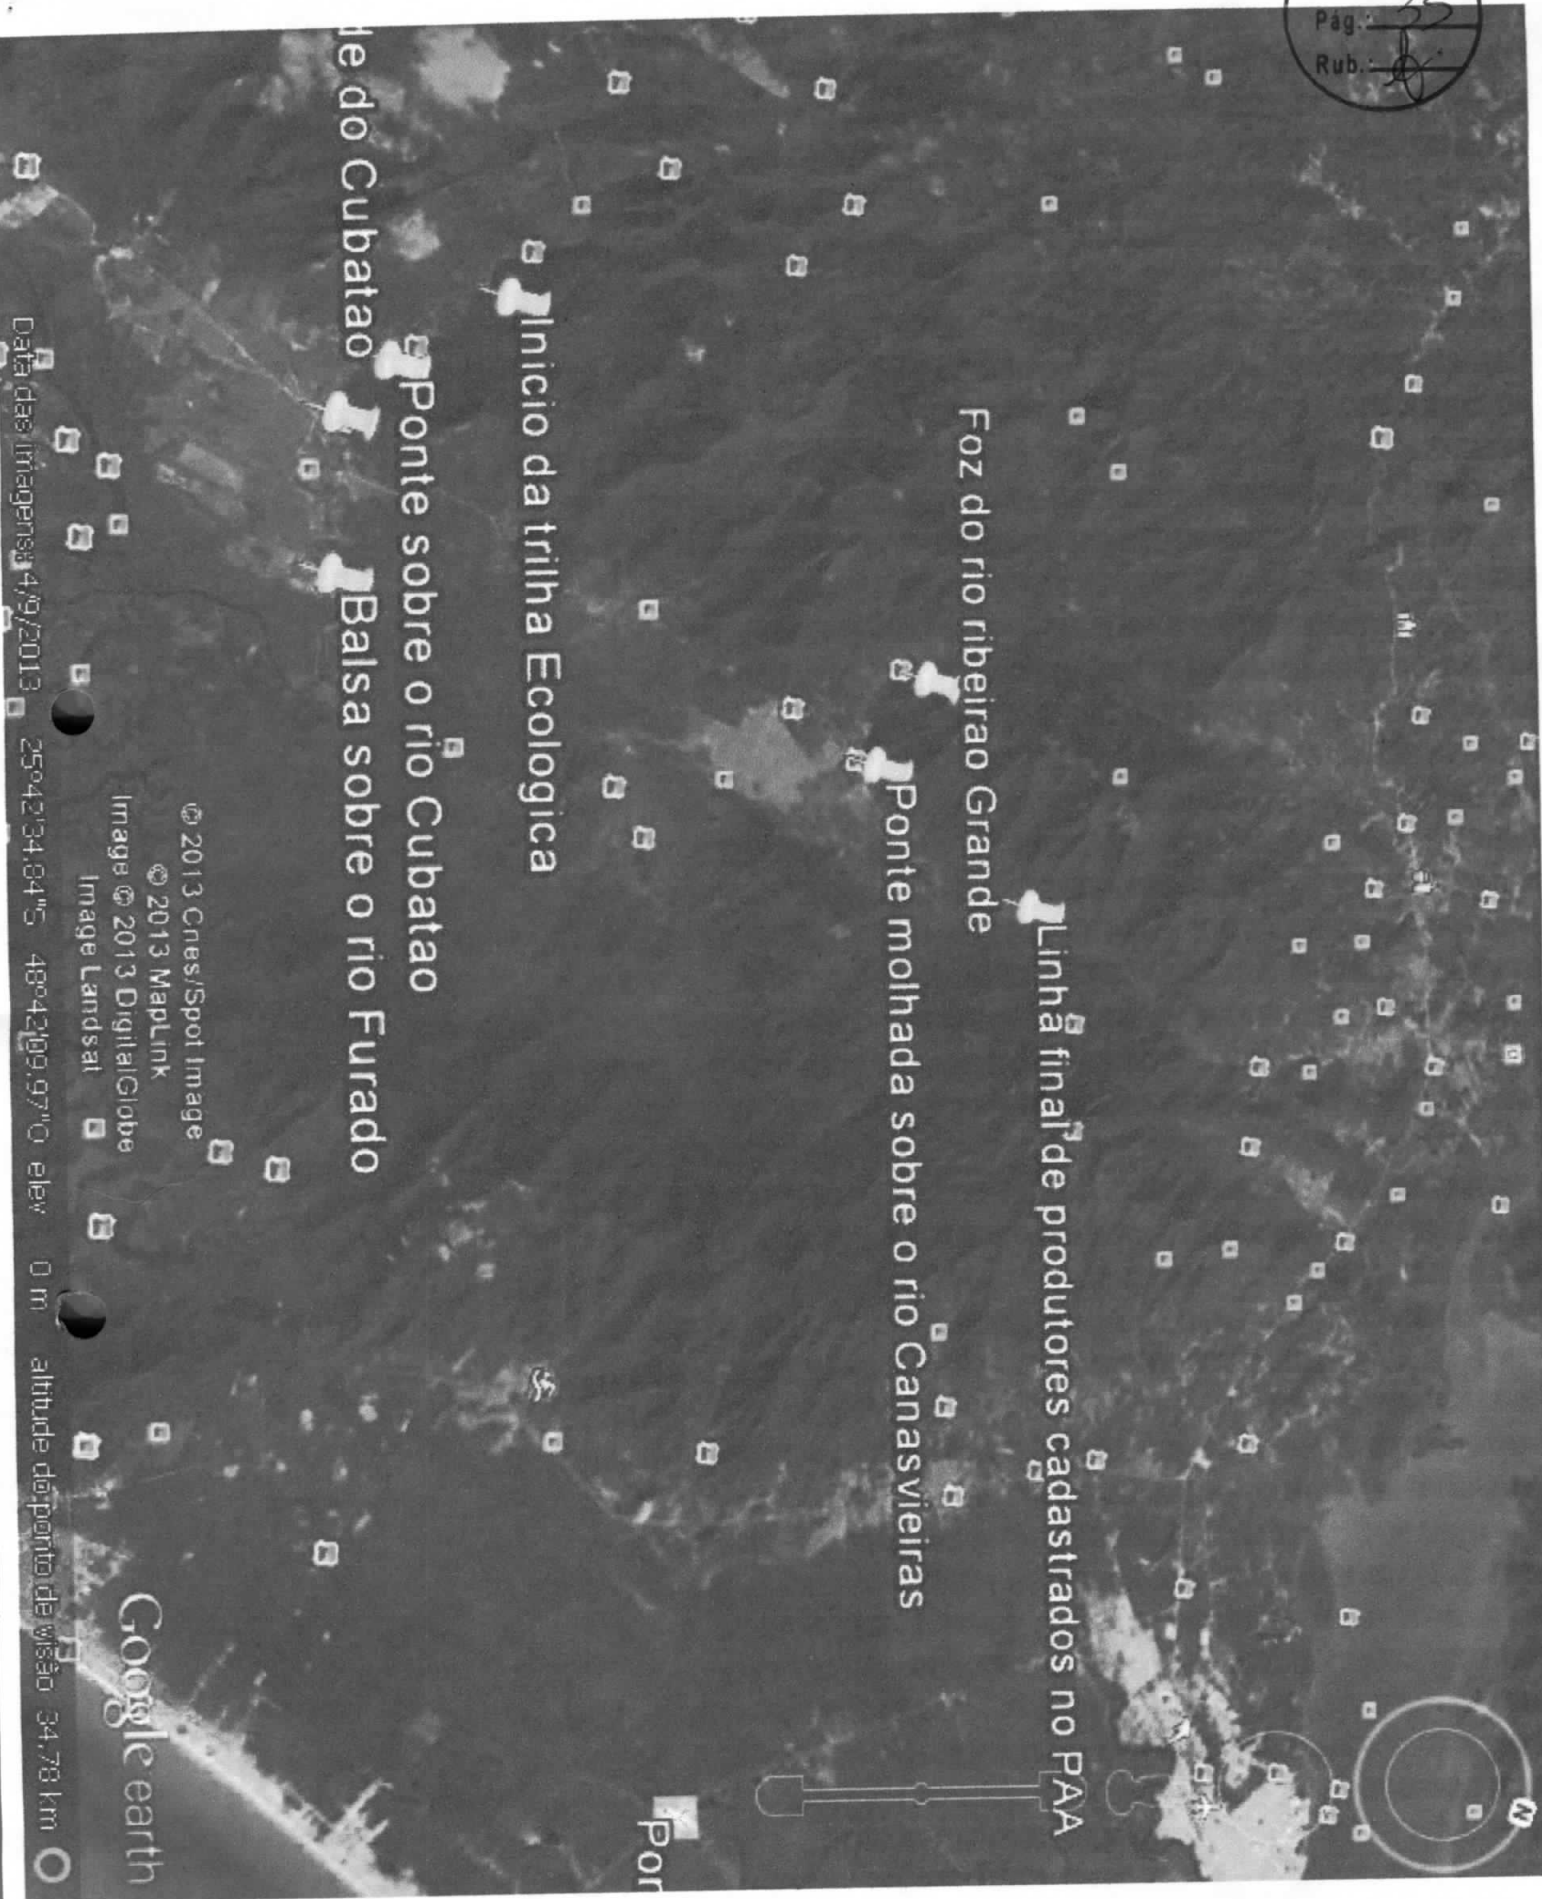 Pág.: 35
Rub.:
Linha final de produtores cadastrados no PAA
Foz do rio ribeirao Grande
Ponte molhada sobre o rio Canasvieiras
Por
Inicio da trilha Ecologica
Ponte sobre o rio Cubatao
de do Cubatao
Balsa sobre o rio Furado
© 2013 Cnes/Spot Image
© 2013 MapLink
Image © 2013 DigitalGlobe
Image Landsat
Google earth
Data das imagens: 4/9/2013 25°42'34.84"S 48°42'09.97"O elev 0 m altitude do ponto de visão 34.78 km
N